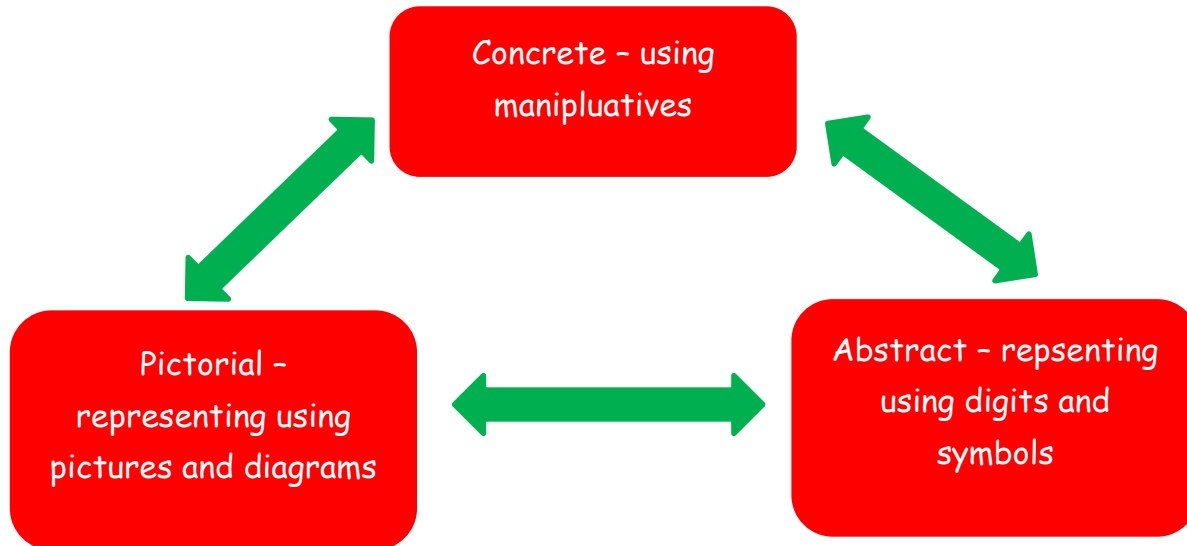 Concrete – using
manipluatives
Pictorial –
representing using
pictures and diagrams
Abstract – repsenting
using digits and
symbols